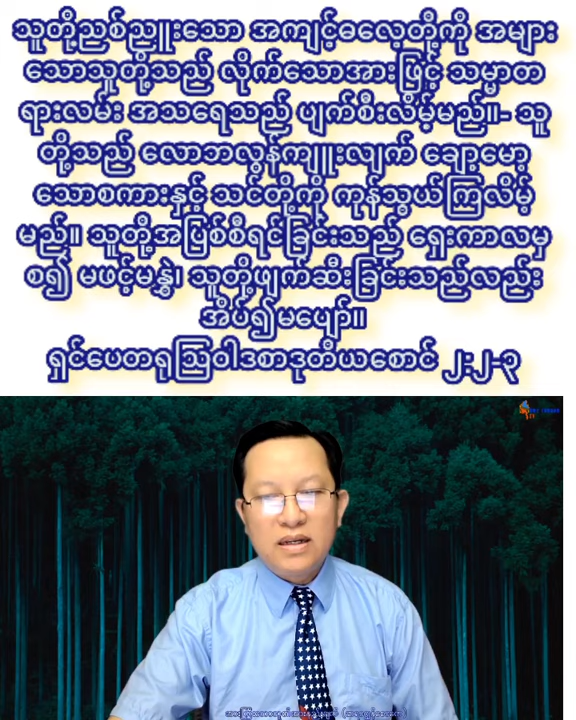 သူတို့ညစ်ညူးသော အကျင့်ဓလေ့တို့ကို အများ
သောသူတို့သည် လိုက်သောအားဖြင့် သမ္မာတ
ရားလမ်း အသရေသည် ပျက်စီးလိမ့်မည်။- သူ
တို့သည် လောဘလွန်ကျူးလျက် ချော့မော့
သောစကားနှင့် သင်တို့ကို ကုန်သွယ်ကြလိမ့်
မည်။ သူတို့အပြစ်စီရင်ခြင်းသည် ရှေးကာလမှ
စ၍ မဖင့်မနွှဲ၊ သူတို့ဖျက်ဆီးခြင်းသည်လည်း
အိပ်၍မပျော်။
ရှင်ပေတရုဩဝါဒစာဒုတိယစောင် ၂:၂-၃